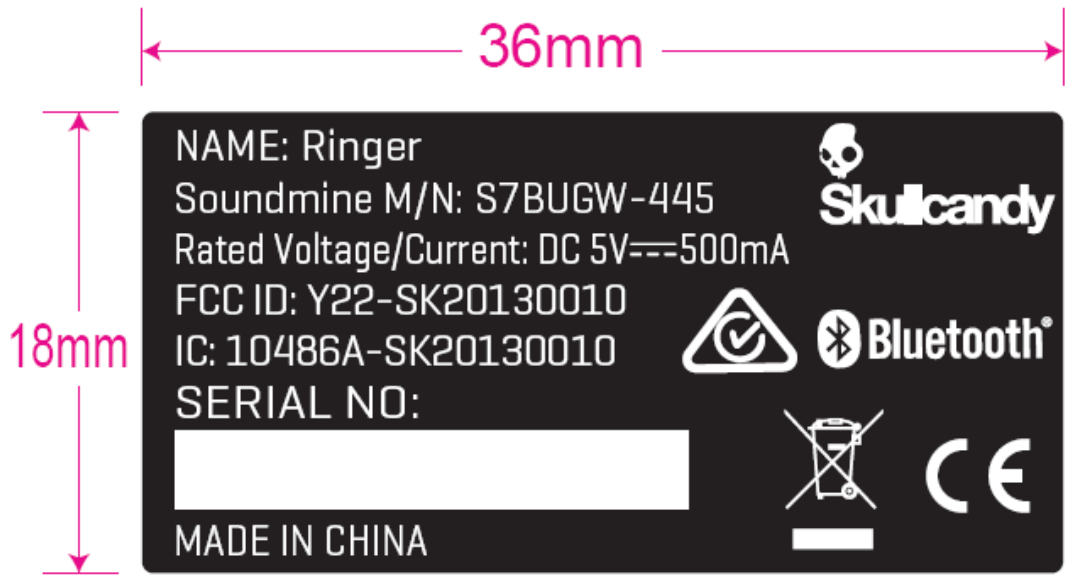 36mm
18mm
NAME: Ringer
Soundmine M/N: S7BUGW-445
Rated Voltage/Current: DC 5V⎓500mA
FCC ID: Y22-SK20130010
IC: 10486A-SK20130010
SERIAL NO:
MADE IN CHINA
Skullcandy
Bluetooth®
CE